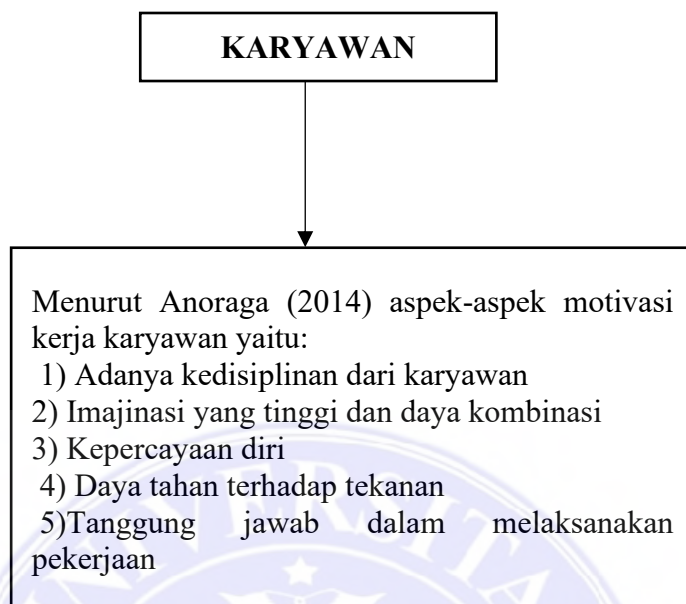 KARYAWAN
Menurut Anoraga (2014) aspek-aspek motivasi
kerja karyawan yaitu:
1) Adanya kedisiplinan dari karyawan
2) Imajinasi yang tinggi dan daya kombinasi
3) Kepercayaan diri
4) Daya tahan terhadap tekanan
5)Tanggung jawab dalam melaksanakan
pekerjaan
UNIVERSITA